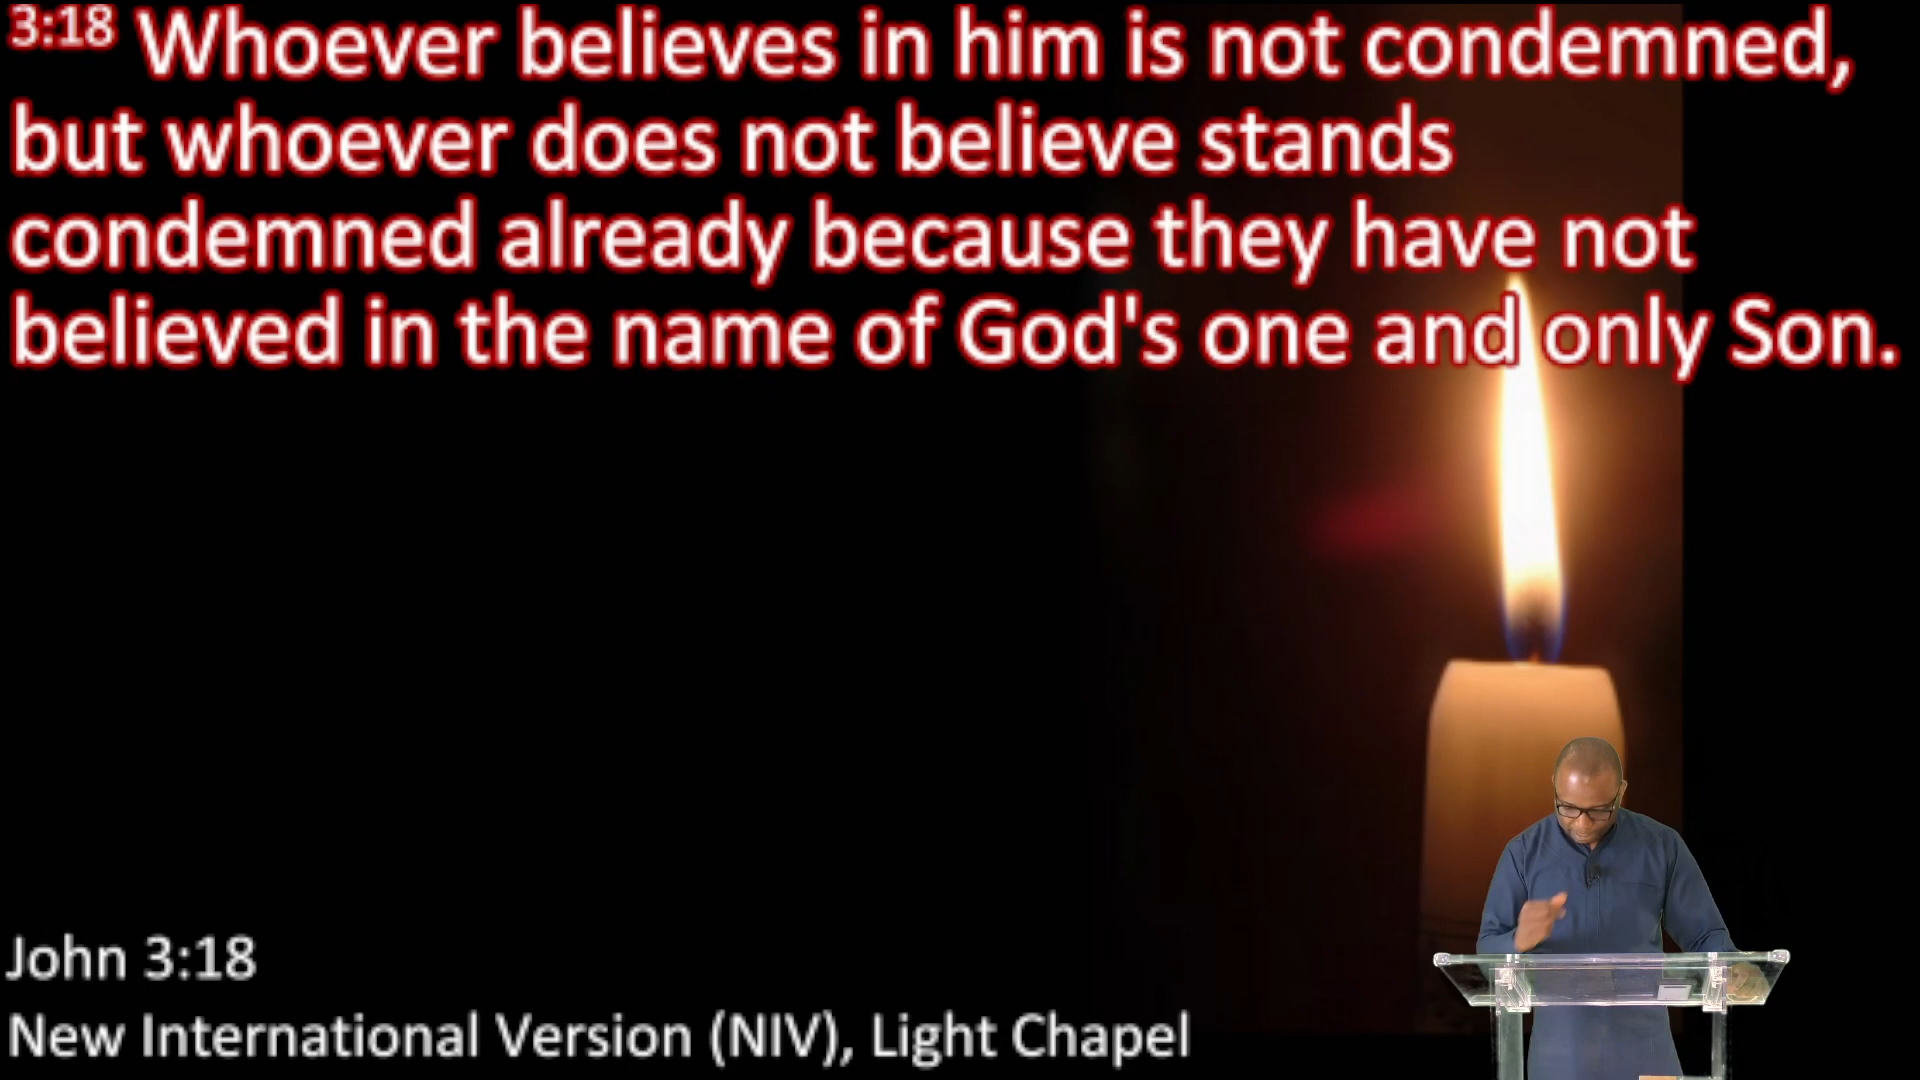 3:18 Whoever believes in him is not condemned,
but whoever does not believe stands
condemned already because they have not
believed in the name of God's one and only Son.
John 3:18
New International Version (NIV), Light Chapel